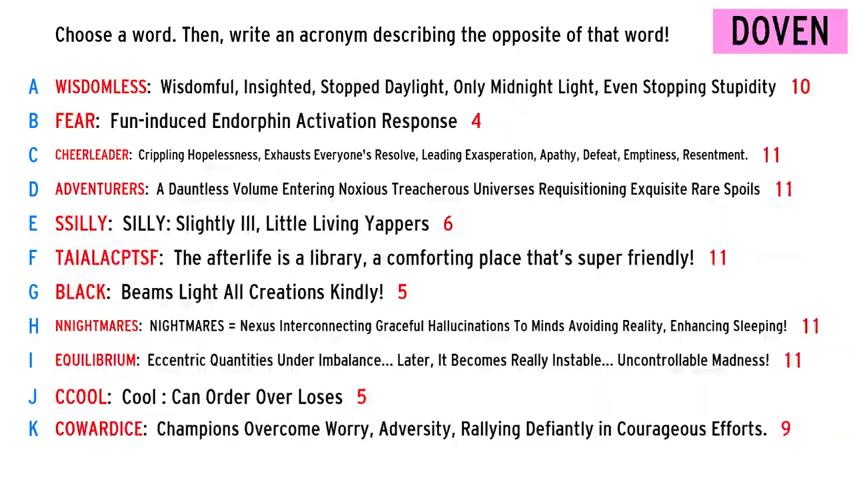 Choose a word. Then, write an acronym describing the opposite of that word!
DOVEN
A WISDOMLESS: Wisdomful, Insighted, Stopped Daylight, Only Midnight Light, Even Stopping Stupidity 10
B FEAR: Fun-induced Endorphin Activation Response 4
C CHEERLEADER: Crippling Hopelessness, Exhausts Everyone's Resolve, Leading Exasperation, Apathy, Defeat, Emptiness, Resentment. 11
D ADVENTURERS: A Dauntless Volume Entering Noxious Treacherous Universes Requisitioning Exquisite Rare Spoils 11
E SSILLY: SILLY: Slightly Ill, Little Living Yappers 6
F TAIALACPTSF: The afterlife is a library, a comforting place that's super friendly! 11
G BLACK: Beams Light All Creations Kindly! 5
H NNIGHTMARES: NIGHTMARES = Nexus Interconnecting Graceful Hallucinations To Minds Avoiding Reality, Enhancing Sleeping! 11
I EQUILIBRIUM: Eccentric Quantities Under Imbalance... Later, It Becomes Really Instable... Uncontrollable Madness! 11
J CCOOL: Cool : Can Order Over Loses 5
K COWARDICE: Champions Overcome Worry, Adversity, Rallying Defiantly in Courageous Efforts. 9